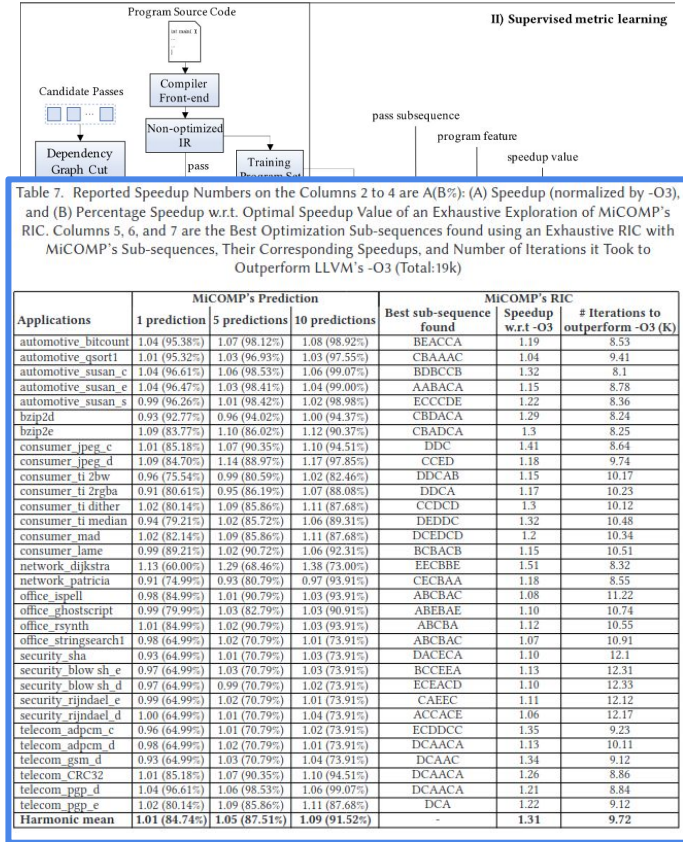 Program Source Code
II) Supervised metric learning
Compiler
Front-end
Candidate Passes
...
Non-optimized
IR
pass subsequence
program feature
Dependency
Graph Cut
pass
Training
speedup value
Table 7. Reported Speedup Numbers on the Columns 2 to 4 are A(B%): (A) Speedup (normalized by -O3),
and (B) Percentage Speedup w.r.t. Optimal Speedup Value of an Exhaustive Exploration of MiCOMP's
RIC. Columns 5, 6, and 7 are the Best Optimization Sub-sequences found using an Exhaustive RIC with
MiCOMP's Sub-sequences, Their Corresponding Speedups, and Number of Iterations it Took to
Outperform LLVM's -O3 (Total:19k)
MiCOMP's Prediction MiCOMP's RIC
Applications 1 prediction 5 predictions 10 predictions Best sub-sequence found Speedup w.r.t -O3 # Iterations to outperform -O3 (K)
automotive_bitcount 1.04 (95.38%) 1.07 (98.12%) 1.08 (98.92%) BEACCA 1.19 8.53
automotive_qsort1 1.01 (95.32%) 1.03 (96.93%) 1.03 (97.55%) CBAAAC 1.04 9.41
automotive_susan_c 1.04 (96.61%) 1.06 (98.53%) 1.06 (99.07%) BDBCCB 1.32 8.1
automotive_susan_e 1.04 (96.47%) 1.03 (98.41%) 1.04 (99.00%) AABACA 1.15 8.78
automotive_susan_s 0.99 (96.26%) 1.01 (98.42%) 1.02 (98.98%) ECCCDE 1.22 8.36
bzip2d 0.93 (92.77%) 0.96 (94.02%) 1.00 (94.37%) CBDACA 1.29 8.24
bzip2e 1.09 (83.77%) 1.10 (86.02%) 1.12 (90.37%) CBADCA 1.3 8.25
consumer_jpeg_c 1.01 (85.18%) 1.07 (90.35%) 1.10 (94.51%) DDC 1.41 8.64
consumer_jpeg_d 1.09 (84.70%) 1.14 (88.97%) 1.17 (97.85%) CCED 1.18 9.74
consumer_ti 2bw 0.96 (75.54%) 0.99 (80.59%) 1.02 (82.46%) DDCAB 1.15 10.17
consumer_ti 2rgba 0.91 (80.61%) 0.95 (86.19%) 1.07 (88.08%) DDCA 1.17 10.23
consumer_ti dither 1.02 (80.14%) 1.09 (85.86%) 1.11 (87.68%) CCDCD 1.3 10.12
consumer_ti median 0.94 (79.21%) 1.02 (85.72%) 1.06 (89.31%) DEDDC 1.32 10.48
consumer_mad 1.02 (82.14%) 1.09 (85.86%) 1.11 (87.68%) DCEDCD 1.2 10.34
consumer_lame 0.99 (89.21%) 1.02 (90.72%) 1.06 (92.31%) BCBACB 1.15 10.51
network_dijkstra 1.13 (60.00%) 1.29 (68.46%) 1.38 (73.00%) EECBBE 1.51 8.32
network_patricia 0.91 (74.99%) 0.93 (80.79%) 0.97 (93.91%) CECBAA 1.18 8.55
office_ispell 0.98 (84.99%) 1.01 (90.79%) 1.03 (93.91%) ABCBAC 1.08 11.22
office_ghostscript 0.99 (79.99%) 1.03 (82.79%) 1.03 (90.91%) ABEBAE 1.10 10.74
office_rsynth 1.01 (84.99%) 1.02 (90.79%) 1.03 (93.91%) ABCBA 1.12 10.55
office_stringsearch1 0.98 (64.99%) 1.02 (70.79%) 1.01 (73.91%) ABCBAC 1.07 10.91
security_sha 0.93 (64.99%) 1.01 (70.79%) 1.01 (73.91%) DACECA 1.10 12.1
security_blow sh_e 0.97 (64.99%) 1.03 (70.79%) 1.03 (73.91%) BCCEEA 1.13 12.31
security_blow sh_d 0.97 (64.99%) 0.99 (70.79%) 1.02 (73.91%) ECEACD 1.10 12.33
security_rijndael_e 0.99 (64.99%) 1.02 (70.79%) 1.01 (73.91%) CAEEC 1.11 12.12
security_rijndael_d 1.00 (64.99%) 1.01 (70.79%) 1.04 (73.91%) ACCACE 1.06 12.17
telecom_adpcm_c 0.96 (64.99%) 1.01 (70.79%) 1.02 (73.91%) ECDDCC 1.35 9.23
telecom_adpcm_d 0.98 (64.99%) 1.02 (70.79%) 1.01 (73.91%) DCAACA 1.13 10.11
telecom_gsm_d 0.93 (64.99%) 1.03 (70.79%) 1.04 (73.91%) DCAAC 1.34 9.12
telecom_CRC32 1.01 (85.18%) 1.07 (90.35%) 1.10 (94.51%) DCAACA 1.26 8.86
telecom_pgp_d 1.04 (96.61%) 1.06 (98.53%) 1.06 (99.07%) DCAACA 1.21 8.84
telecom_pgp_e 1.02 (80.14%) 1.09 (85.86%) 1.11 (87.68%) DCA 1.22 9.12
Harmonic mean 1.01 (84.74%) 1.05 (87.51%) 1.09 (91.52%) - 1.31 9.72